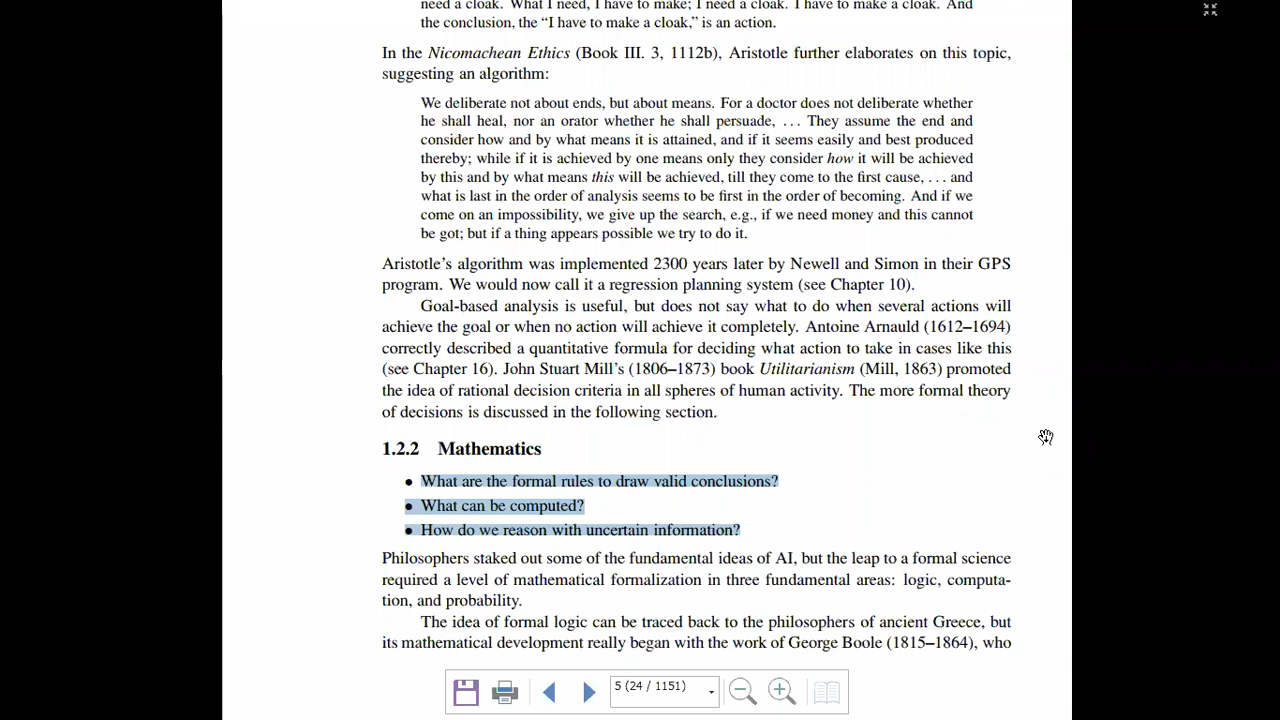 need a cloak. What I need, I have to make; I need a cloak. I have to make a cloak. And
the conclusion, the “I have to make a cloak,” is an action.
In the Nicomachean Ethics (Book III. 3, 1112b), Aristotle further elaborates on this topic,
suggesting an algorithm:
We deliberate not about ends, but about means. For a doctor does not deliberate whether
he shall heal, nor an orator whether he shall persuade, . . . They assume the end and
consider how and by what means it is attained, and if it seems easily and best produced
thereby; while if it is achieved by one means only they consider how it will be achieved
by this and by what means this will be achieved, till they come to the first cause, . . . and
what is last in the order of analysis seems to be first in the order of becoming. And if we
come on an impossibility, we give up the search, e.g., if we need money and this cannot
be got; but if a thing appears possible we try to do it.
Aristotle’s algorithm was implemented 2300 years later by Newell and Simon in their GPS
program. We would now call it a regression planning system (see Chapter 10).
Goal-based analysis is useful, but does not say what to do when several actions will
achieve the goal or when no action will achieve it completely. Antoine Arnauld (1612–1694)
correctly described a quantitative formula for deciding what action to take in cases like this
(see Chapter 16). John Stuart Mill’s (1806–1873) book Utilitarianism (Mill, 1863) promoted
the idea of rational decision criteria in all spheres of human activity. The more formal theory
of decisions is discussed in the following section.
1.2.2 Mathematics
• What are the formal rules to draw valid conclusions?
• What can be computed?
• How do we reason with uncertain information?
Philosophers staked out some of the fundamental ideas of AI, but the leap to a formal science
required a level of mathematical formalization in three fundamental areas: logic, computa-
tion, and probability.
The idea of formal logic can be traced back to the philosophers of ancient Greece, but
its mathematical development really began with the work of George Boole (1815–1864), who
5 (24 / 1151)